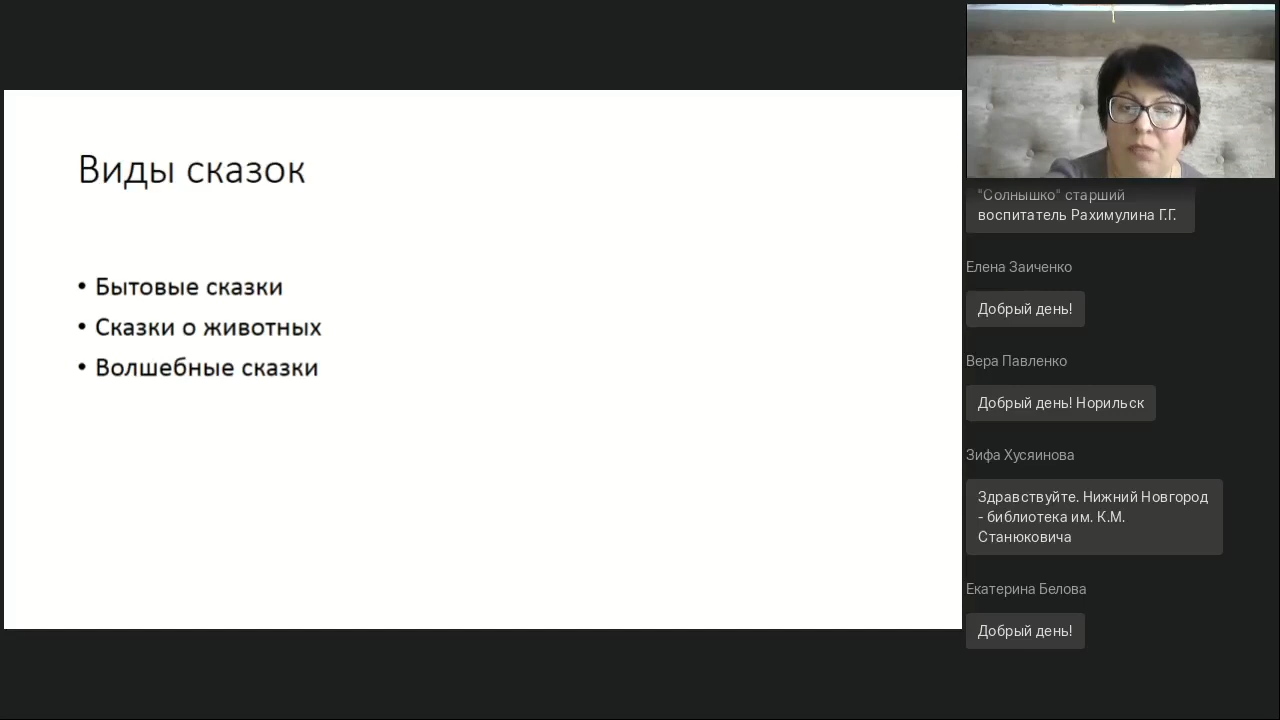 Виды сказок
• Бытовые сказки
• Сказки о животных
• Волшебные сказки
"Солнышко" старший
воспитатель Рахимулина Г.Г.
Елена Заиченко
Добрый день!
Вера Павленко
Добрый день! Норильск
Зифа Хусяинова
Здравствуйте. Нижний Новгород
- библиотека им. К.М.
Станюковича
Екатерина Белова
Добрый день!